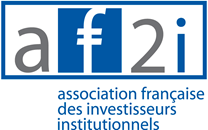 af2i
association française
des investisseurs
institutionnels